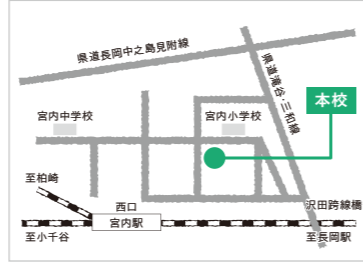 県道長岡中之島見附線
県道滝谷・三和線
本校
宮内中学校
宮内小学校
至柏崎
西口
沢田跨線橋
宮内駅
至小千谷
至長岡駅